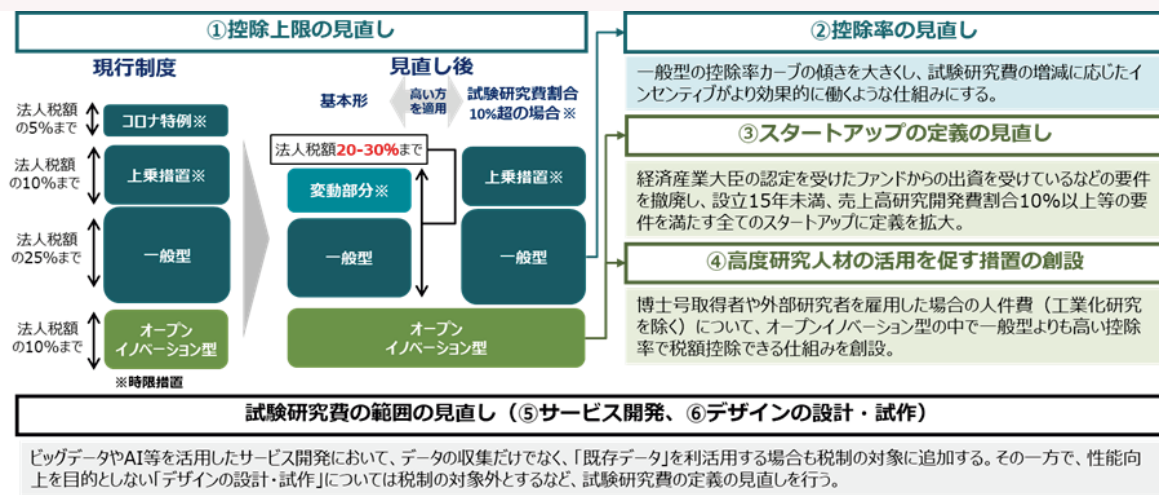 ①控除上限の見直し
現行制度
法人税額
の5%まで
コロナ特例※
法人税額
の10%まで
上乗措置※
法人税額
の25%まで
一般型
法人税額
の10%まで
オープン
イノベーション型
※時限措置
見直し後
基本形
高い方
を適用
試験研究費割合
10%超の場合※
法人税額20-30%まで
変動部分※
一般型
上乗措置※
一般型
オープン
イノベーション型
②控除率の見直し
一般型の控除率カーブの傾きを大きくし、試験研究費の増減に応じたイ
ンセンティブがより効果的に働くような仕組みにする。
③スタートアップの定義の見直し
経済産業大臣の認定を受けたファンドからの出資を受けているなどの要件
を撤廃し、設立15年未満、売上高研究開発費割合10%以上等の要
件を満たす全てのスタートアップに定義を拡大。
④高度研究人材の活用を促す措置の創設
博士号取得者や外部研究者を雇用した場合の人件費（工業化研究
を除く）について、オープンイノベーション型の中で一般型よりも高い控除
率で税額控除できる仕組みを創設。
試験研究費の範囲の見直し（⑤サービス開発、⑥デザインの設計・試作）
ビッグデータやAI等を活用したサービス開発において、データの収集だけでなく、「既存データ」を利活用する場合も税制の対象に追加する。その一方で、性能向
上を目的としない「デザインの設計・試作」については税制の対象外とするなど、試験研究費の定義の見直しを行う。